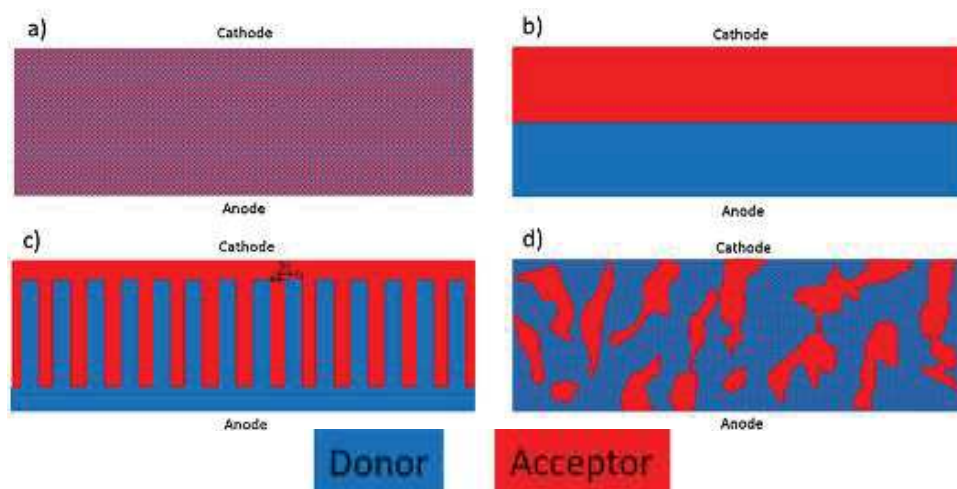 a)
Cathode
Anode
b)
Cathode
Anode
c)
Cathode
Anode
d)
Cathode
Anode
Donor
Acceptor